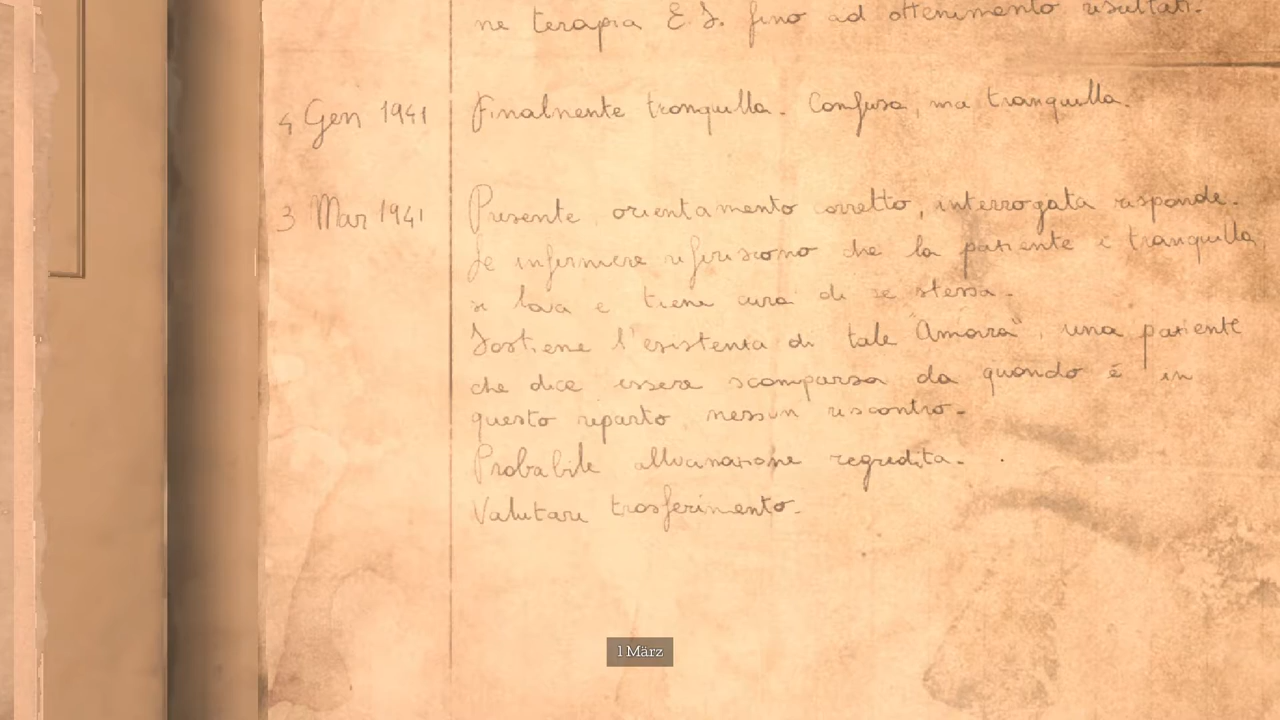 ne terapia E.S. fino ad ottenimento risultati.
4 Gen 1941 Finalmente tranquilla. Confusa, ma tranquilla.
3 Mar 1941 Presente, orientamento corretto, interrogata risponde.
Le infermiere riferiscono che la paziente è tranquilla,
si lava e tiene cura di se stessa.
Sostiene l'esistenza di tale "Amara", una paziente
che dice essere scomparsa da quando è in
questo reparto, nessun riscontro.
Probabile allucinazione regredita.
Valutare trasferimento.
1 März